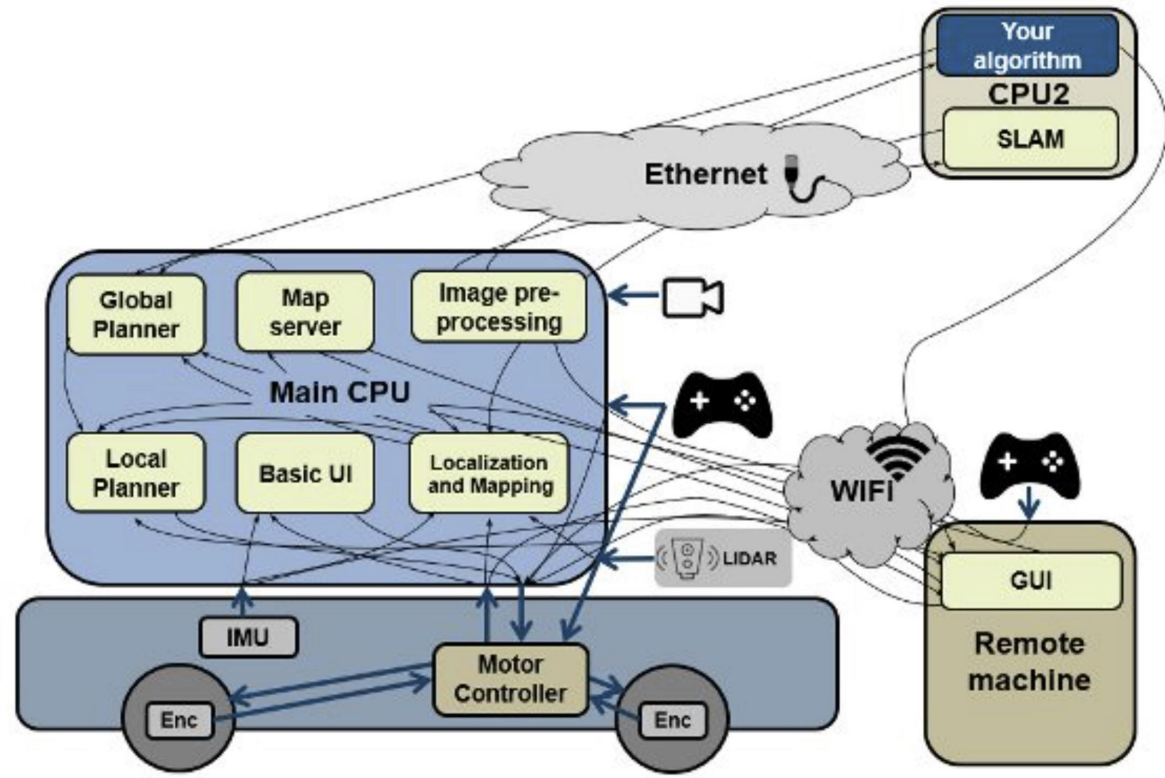 Your
algorithm
CPU2
SLAM
Ethernet
Global
Planner
Map
server
Image pre-
processing
Main CPU
Local
Planner
Basic UI
Localization
and Mapping
WIFI
LIDAR
GUI
IMU
Motor
Controller
Remote
machine
Enc
Enc